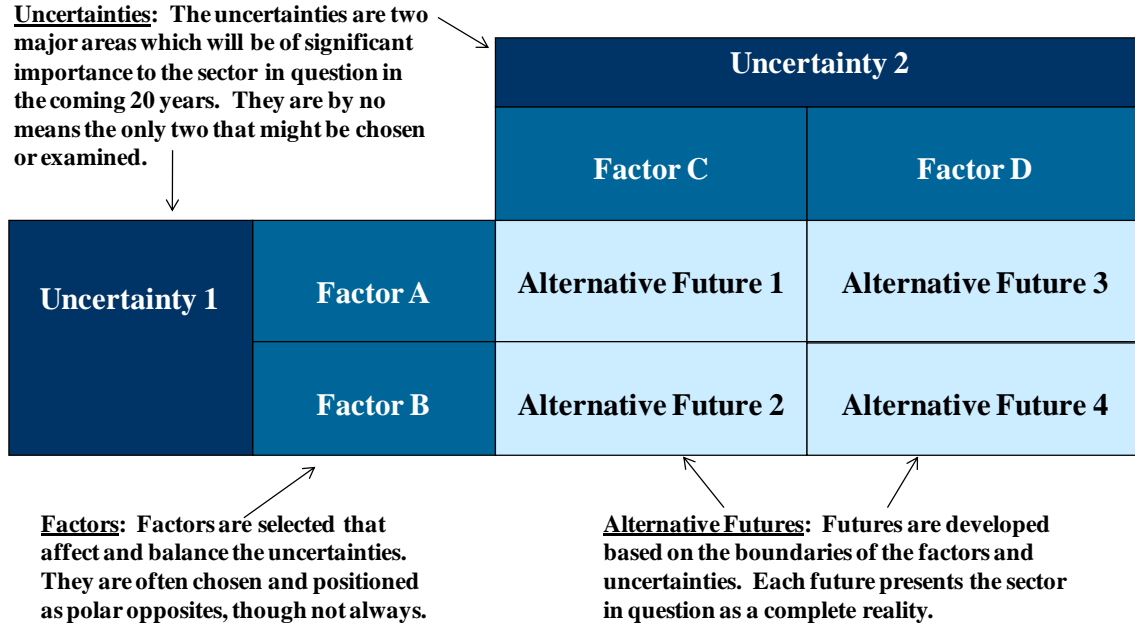 Uncertainties: The uncertainties are two
major areas which will be of significant
importance to the sector in question in
the coming 20 years. They are by no
means the only two that might be chosen
or examined.
Uncertainty 2
Factor C
Factor D
Uncertainty 1
Factor A
Alternative Future 1
Alternative Future 3
Factor B
Alternative Future 2
Alternative Future 4
Factors: Factors are selected that
affect and balance the uncertainties.
They are often chosen and positioned
as polar opposites, though not always.
Alternative Futures: Futures are developed
based on the boundaries of the factors and
uncertainties. Each future presents the sector
in question as a complete reality.